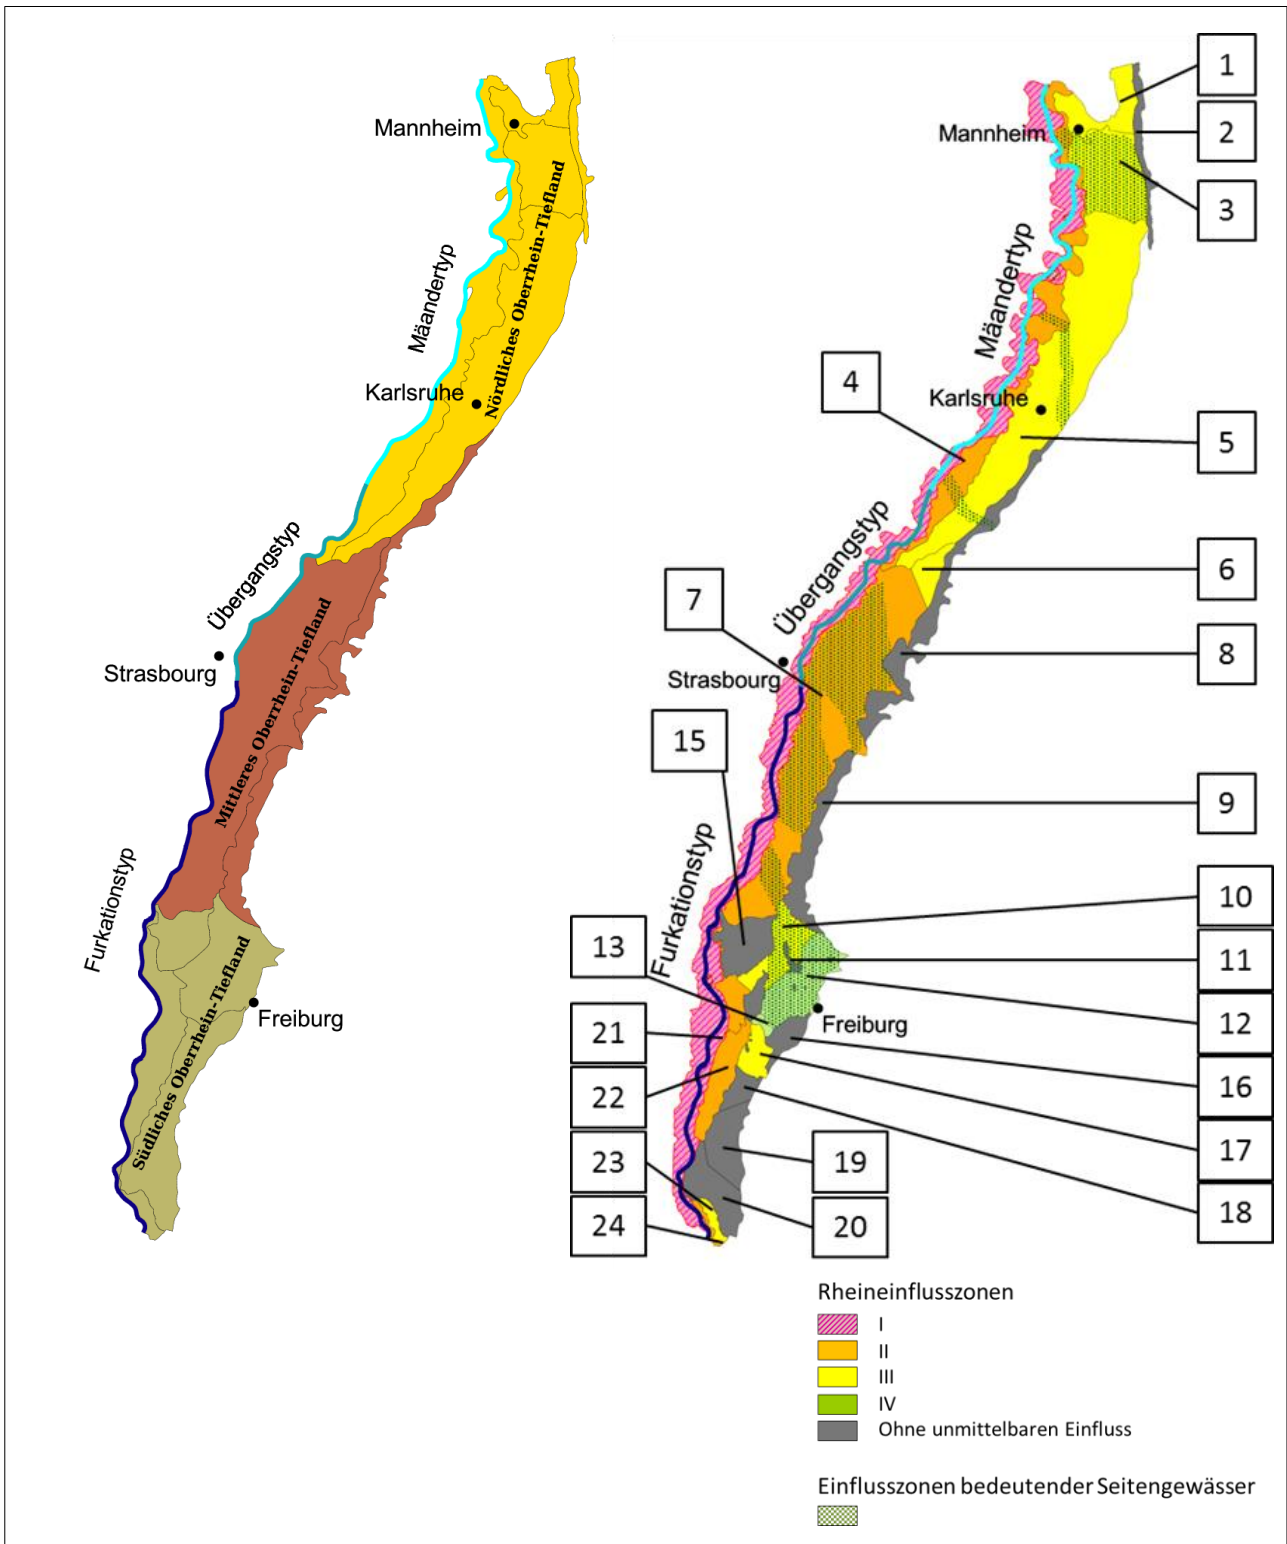 Mannheim
Mäandertyp
Nördliches Oberrhein-Tiefland
Karlsruhe
Übergangstyp
Strasbourg
Mittleres Oberrhein-Tiefland
Furkationstyp
Südliches Oberrhein-Tiefland
Freiburg
1
Mannheim
2
3
Mäandertyp
4
Karlsruhe
5
Übergangstyp
6
7
8
Strasbourg
15
9
Furkationstyp
10
13
11
12
Freiburg
21
16
22
17
23
19
18
24
20
Rheineinflusszonen
I
II
III
IV
Ohne unmittelbaren Einfluss
Einflusszonen bedeutender Seitengewässer